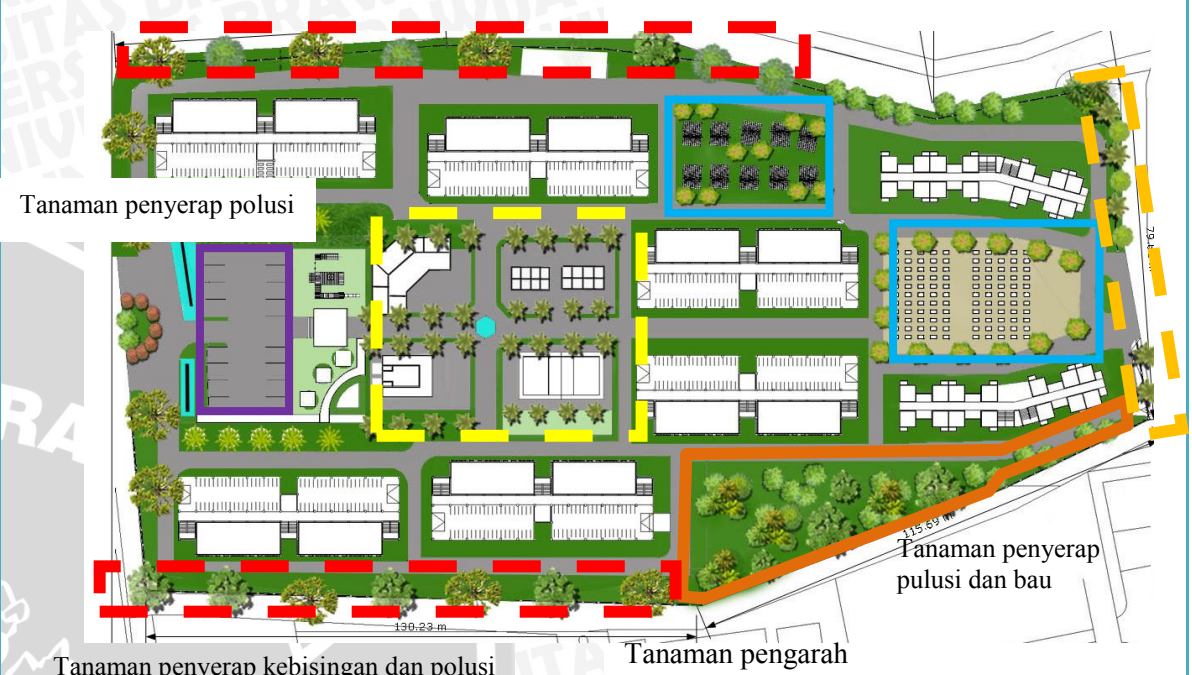 Tanaman penyerap polusi
130.23 m
115.69 m
Tanaman penyerap
pulusi dan bau
Tanaman pengarah
Tanaman penyerap kebisingan dan polusi